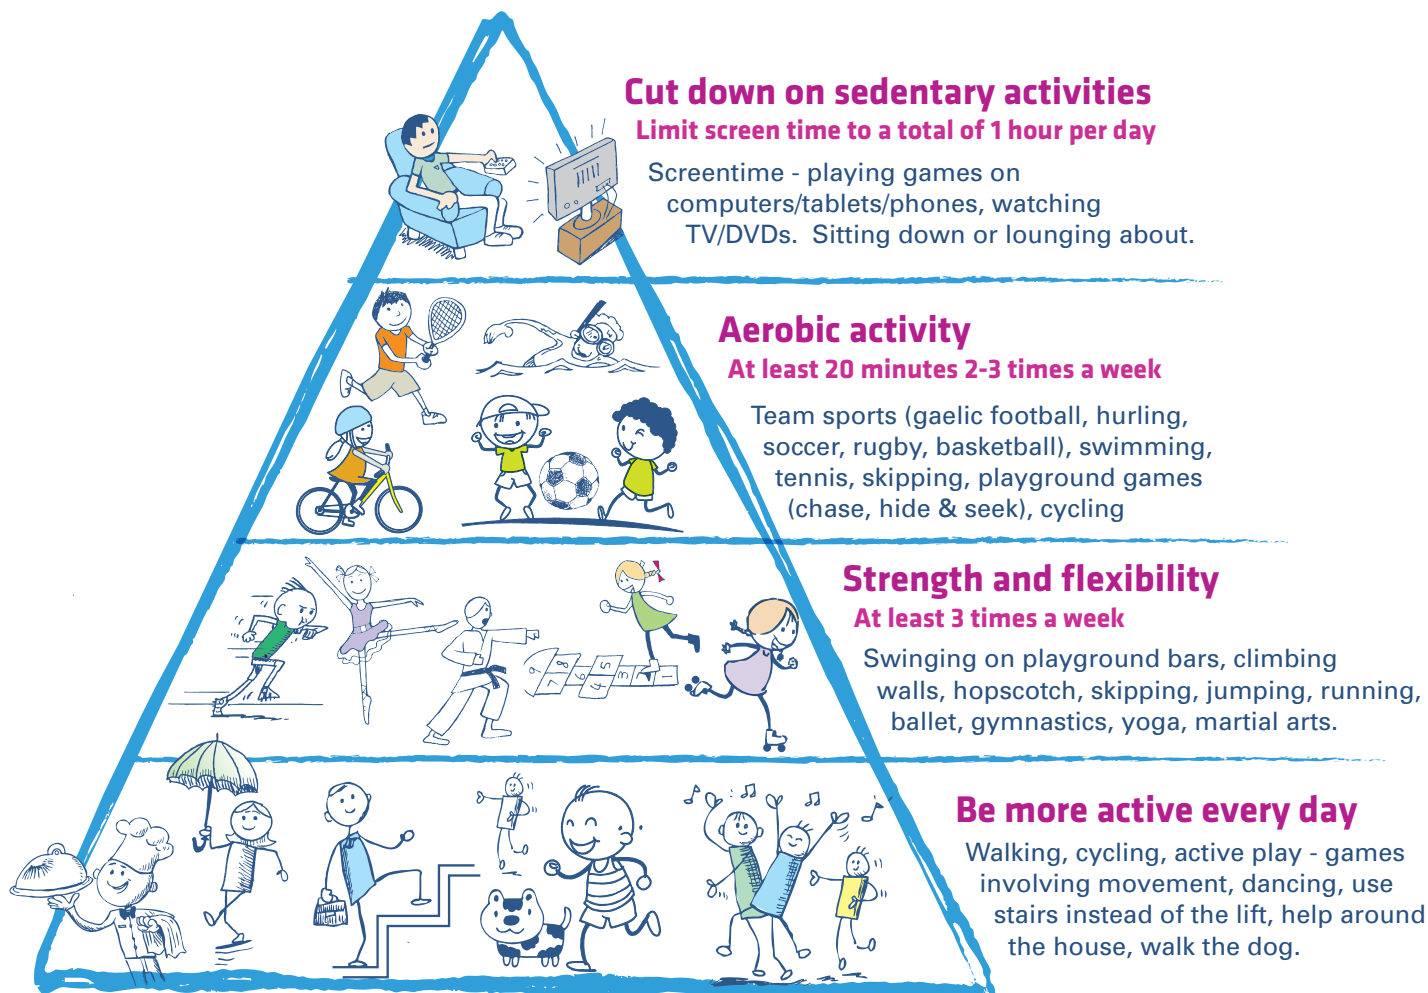 Cut down on sedentary activities
Limit screen time to a total of 1 hour per day
Screentime - playing games on
computers/tablets/phones, watching
TV/DVDs.  Sitting down or lounging about.
Aerobic activity
At least 20 minutes 2-3 times a week
Team sports (gaelic football, hurling,
soccer, rugby, basketball), swimming,
tennis, skipping, playground games
(chase, hide & seek), cycling
Strength and flexibility
At least 3 times a week
Swinging on playground bars, climbing
walls, hopscotch, skipping, jumping, running,
ballet, gymnastics, yoga, martial arts.
Be more active every day
Walking, cycling, active play - games
involving movement, dancing, use
stairs instead of the lift, help around
the house, walk the dog.